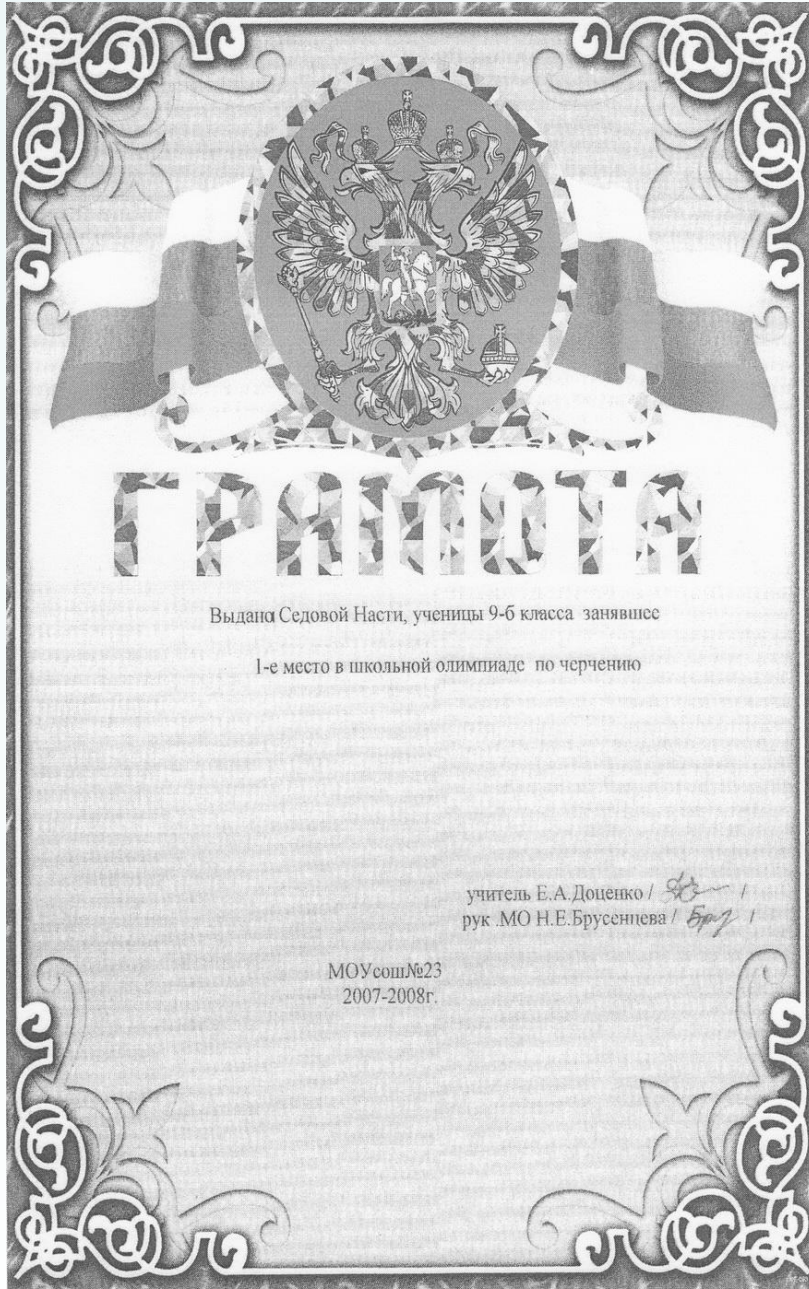 ГРАМОТА
Выдана Седовой Насти, ученицы 9-б класса занявшее
1-е место в школьной олимпиаде по черчению
учитель Е.А.Доценко / /
рук .МО Н.Е.Брусенцева / /
МОУсош№23
2007-2008г.